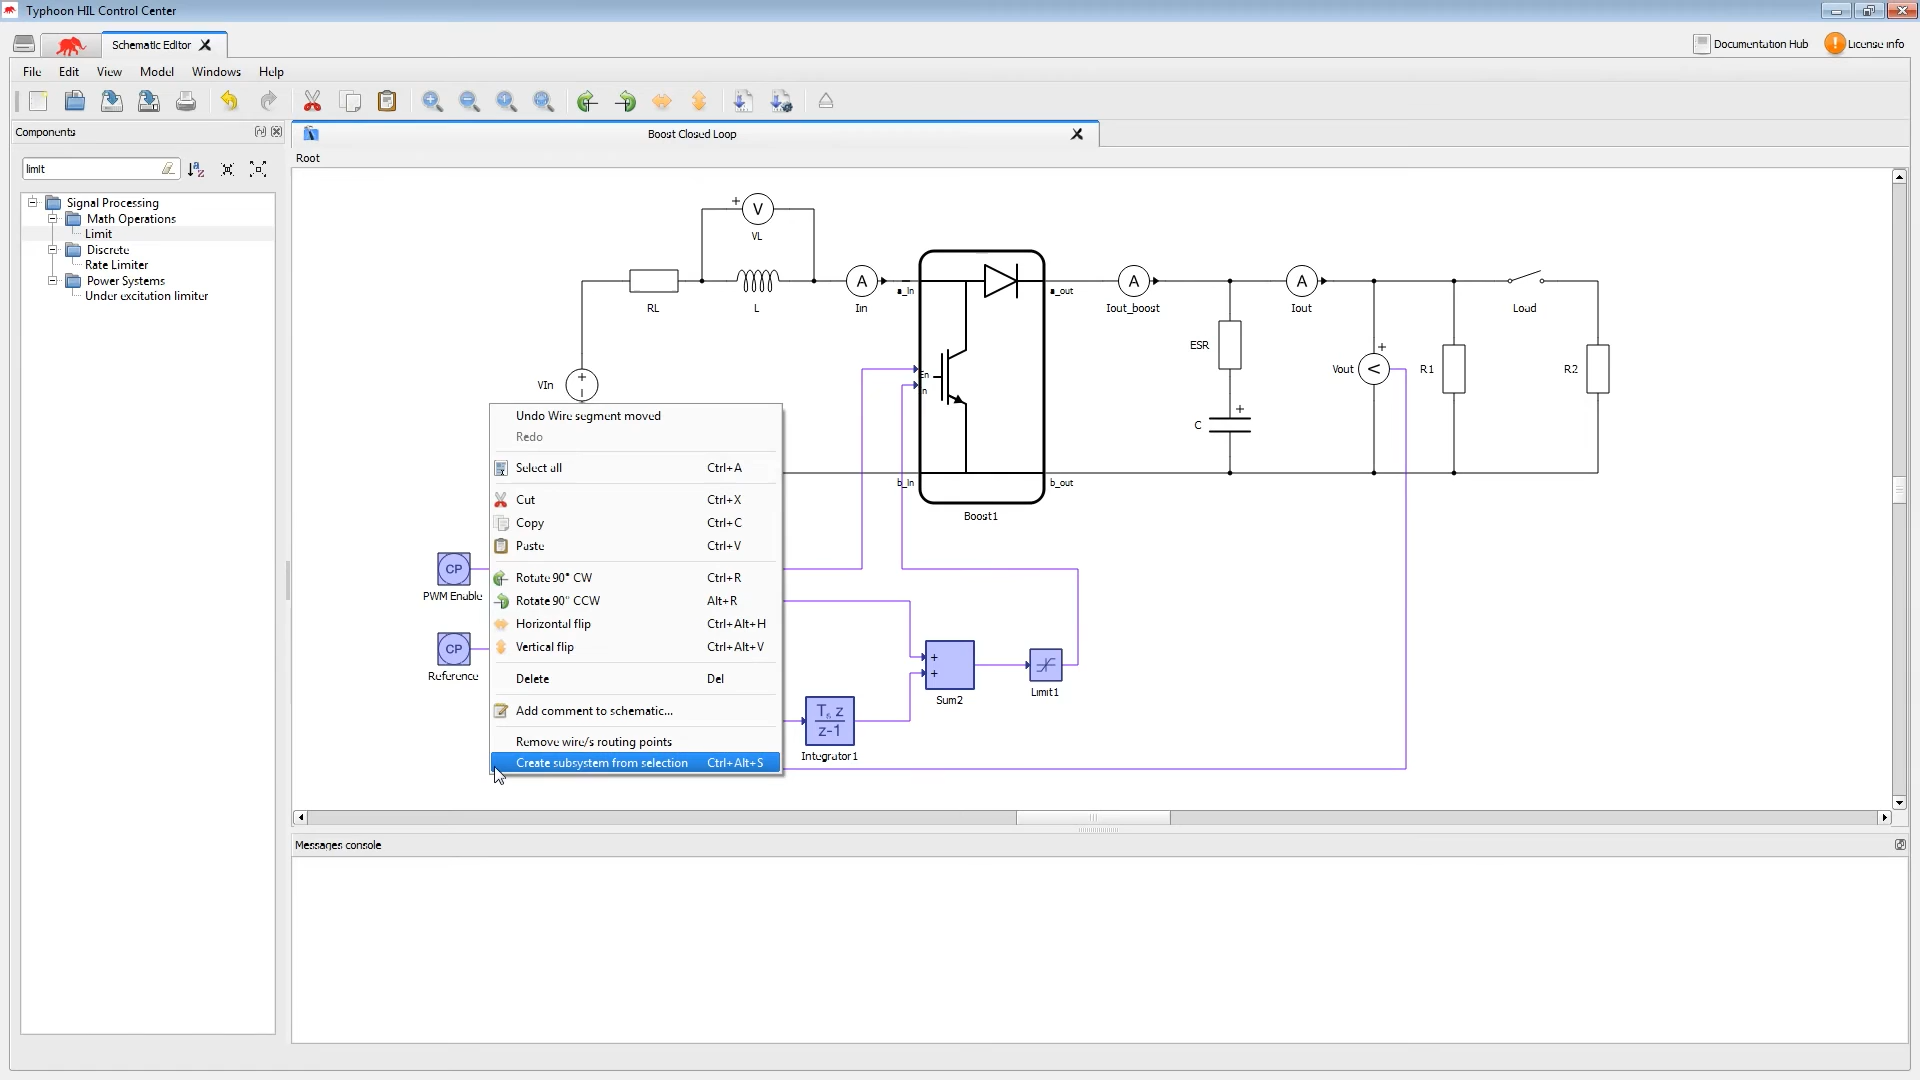 Typhoon HIL Control Center
Schematic Editor
Documentation Hub
License info
File Edit View Model Windows Help
Components
Boost Closed Loop
Root
limit
Signal Processing
Math Operations
Limit
Discrete
Rate Limiter
Power Systems
Under excitation limiter
+
V
VL
RL
L
A
Iin
a_in
a_out
A
Iout_boost
A
Iout
Load
ESR
+
C
+
Vout
<
R1
R2
VIn
+
En
In
b_in
b_out
Boost1
Undo Wire segment moved
Redo
Select all Ctrl+A
Cut Ctrl+X
Copy Ctrl+C
Paste Ctrl+V
Rotate 90° CW Ctrl+R
Rotate 90° CCW Alt+R
Horizontal flip Ctrl+Alt+H
Vertical flip Ctrl+Alt+V
Delete Del
Add comment to schematic...
Remove wire/s routing points
Create subsystem from selection Ctrl+Alt+S
CP
PWM Enable
CP
Reference
+
+
Sum2
Limit1
Ts z
z-1
Integrator1
Messages console